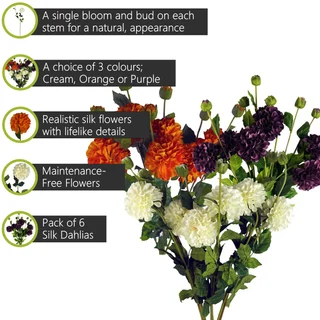 A single bloom and bud on each
stem for a natural, appearance
A choice of 3 colours;
Cream, Orange or Purple
Realistic silk flowers
with lifelike details
Maintenance-
Free Flowers
Pack of 6
Silk Dahlias